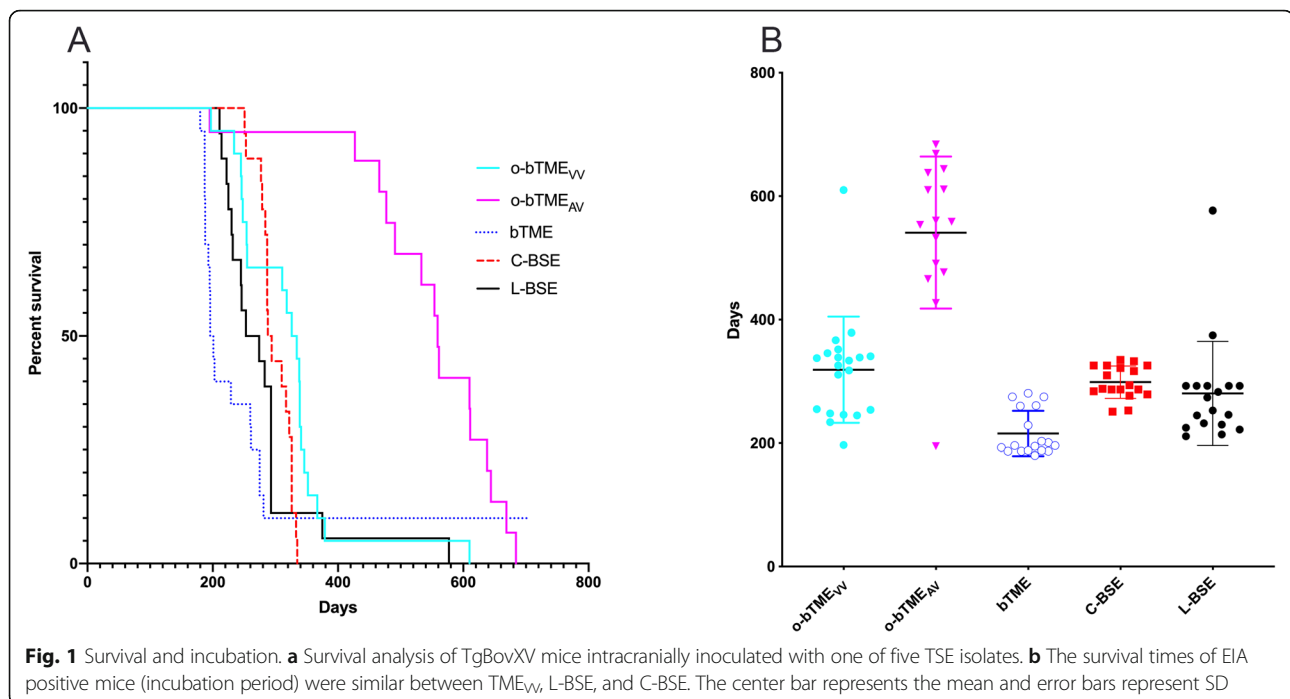 A
Percent survival
100
50
0
0
200
400
600
800
Days
o-bTMEVV
o-bTMEAV
bTME
C-BSE
L-BSE
B
Days
800
600
400
200
0
o-bTMEVV
o-bTMEAV
bTME
C-BSE
L-BSE
Fig. 1 Survival and incubation. a Survival analysis of TgBovXV mice intracranially inoculated with one of five TSE isolates. b The survival times of EIA
positive mice (incubation period) were similar between TMEVV, L-BSE, and C-BSE. The center bar represents the mean and error bars represent SD